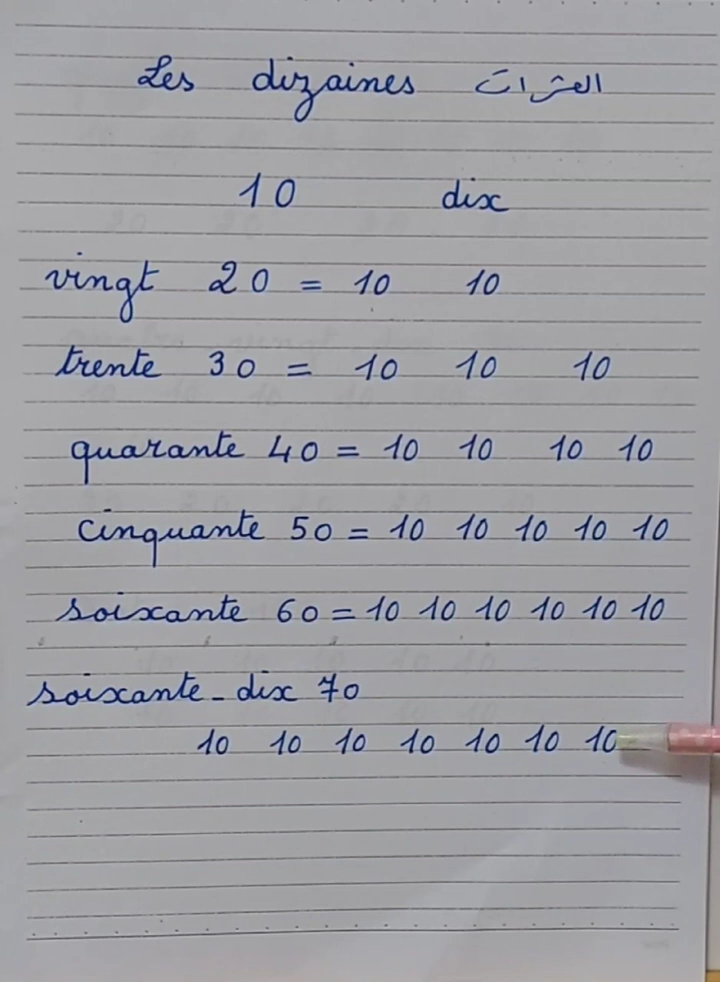 Les dizaines العشرات
10 dix
vingt 20 = 10 10
trente 30 = 10 10 10
quarante 40 = 10 10 10 10
cinquante 50 = 10 10 10 10 10
soixante 60 = 10 10 10 10 10 10
soixante-dix 70
10 10 10 10 10 10 10